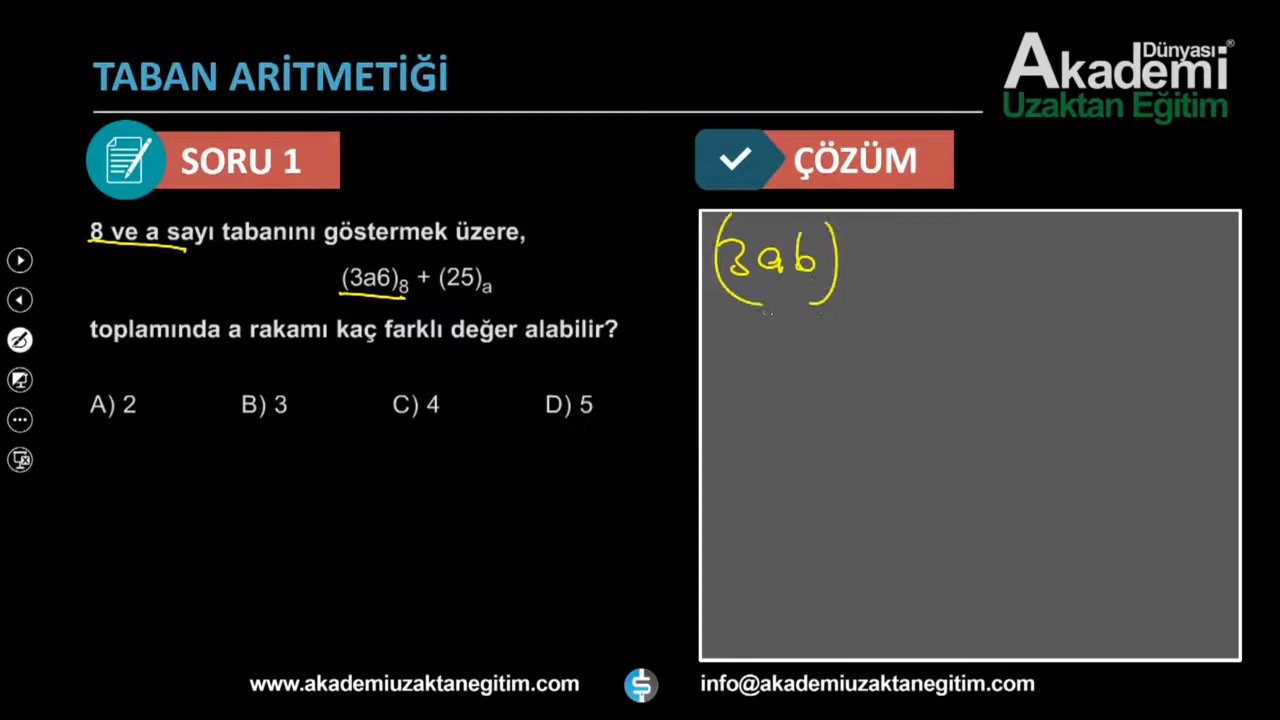 TABAN ARİTMETİĞİ
Akademi Dünyası®
Uzaktan Eğitim
SORU 1
8 ve a sayı tabanını göstermek üzere,
(3a6)₈ + (25)ₐ
toplamında a rakamı kaç farklı değer alabilir?
A) 2 B) 3 C) 4 D) 5
ÇÖZÜM
(3ab)
www.akademiuzaktanegitim.com
info@akademiuzaktanegitim.com